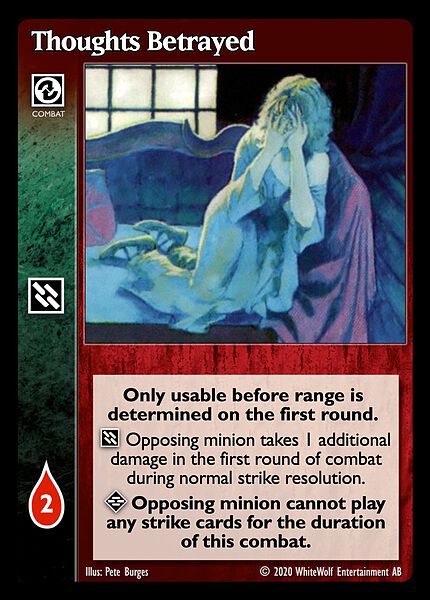 Thoughts Betrayed
COMBAT
Only usable before range is
determined on the first round.
Opposing minion takes 1 additional
damage in the first round of combat
during normal strike resolution.
2
Opposing minion cannot play
any strike cards for the duration
of this combat.
Illus: Pete Burges
© 2020 WhiteWolf Entertainment AB